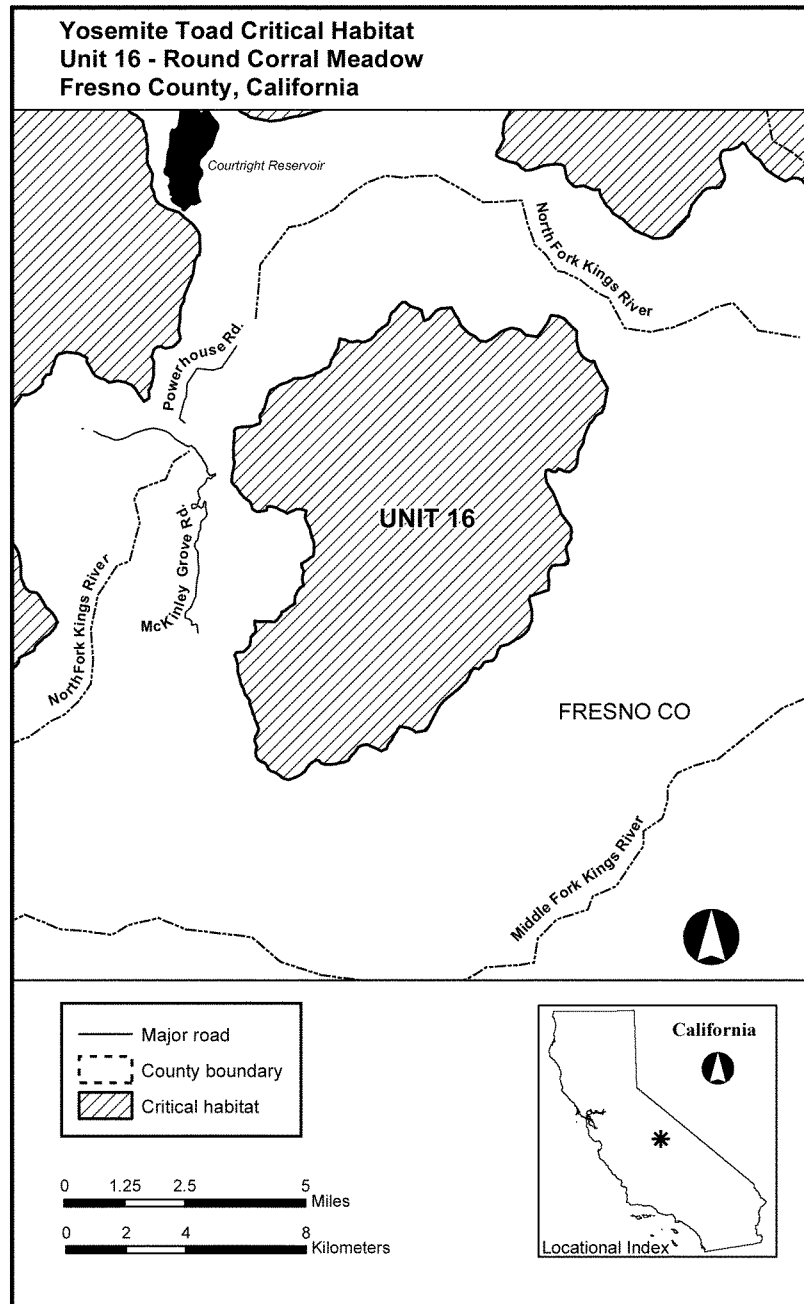 Yosemite Toad Critical Habitat
Unit 16 - Round Corral Meadow
Fresno County, California
Courtright Reservoir
North Fork Kings River
Powerhouse Rd.
UNIT 16
McKinley Grove Rd.
North Fork Kings River
FRESNO CO
Middle Fork Kings River
Major road
County boundary
Critical habitat
0 1.25 2.5 5
Miles
0 2 4 8
Kilometers
California
Locational Index